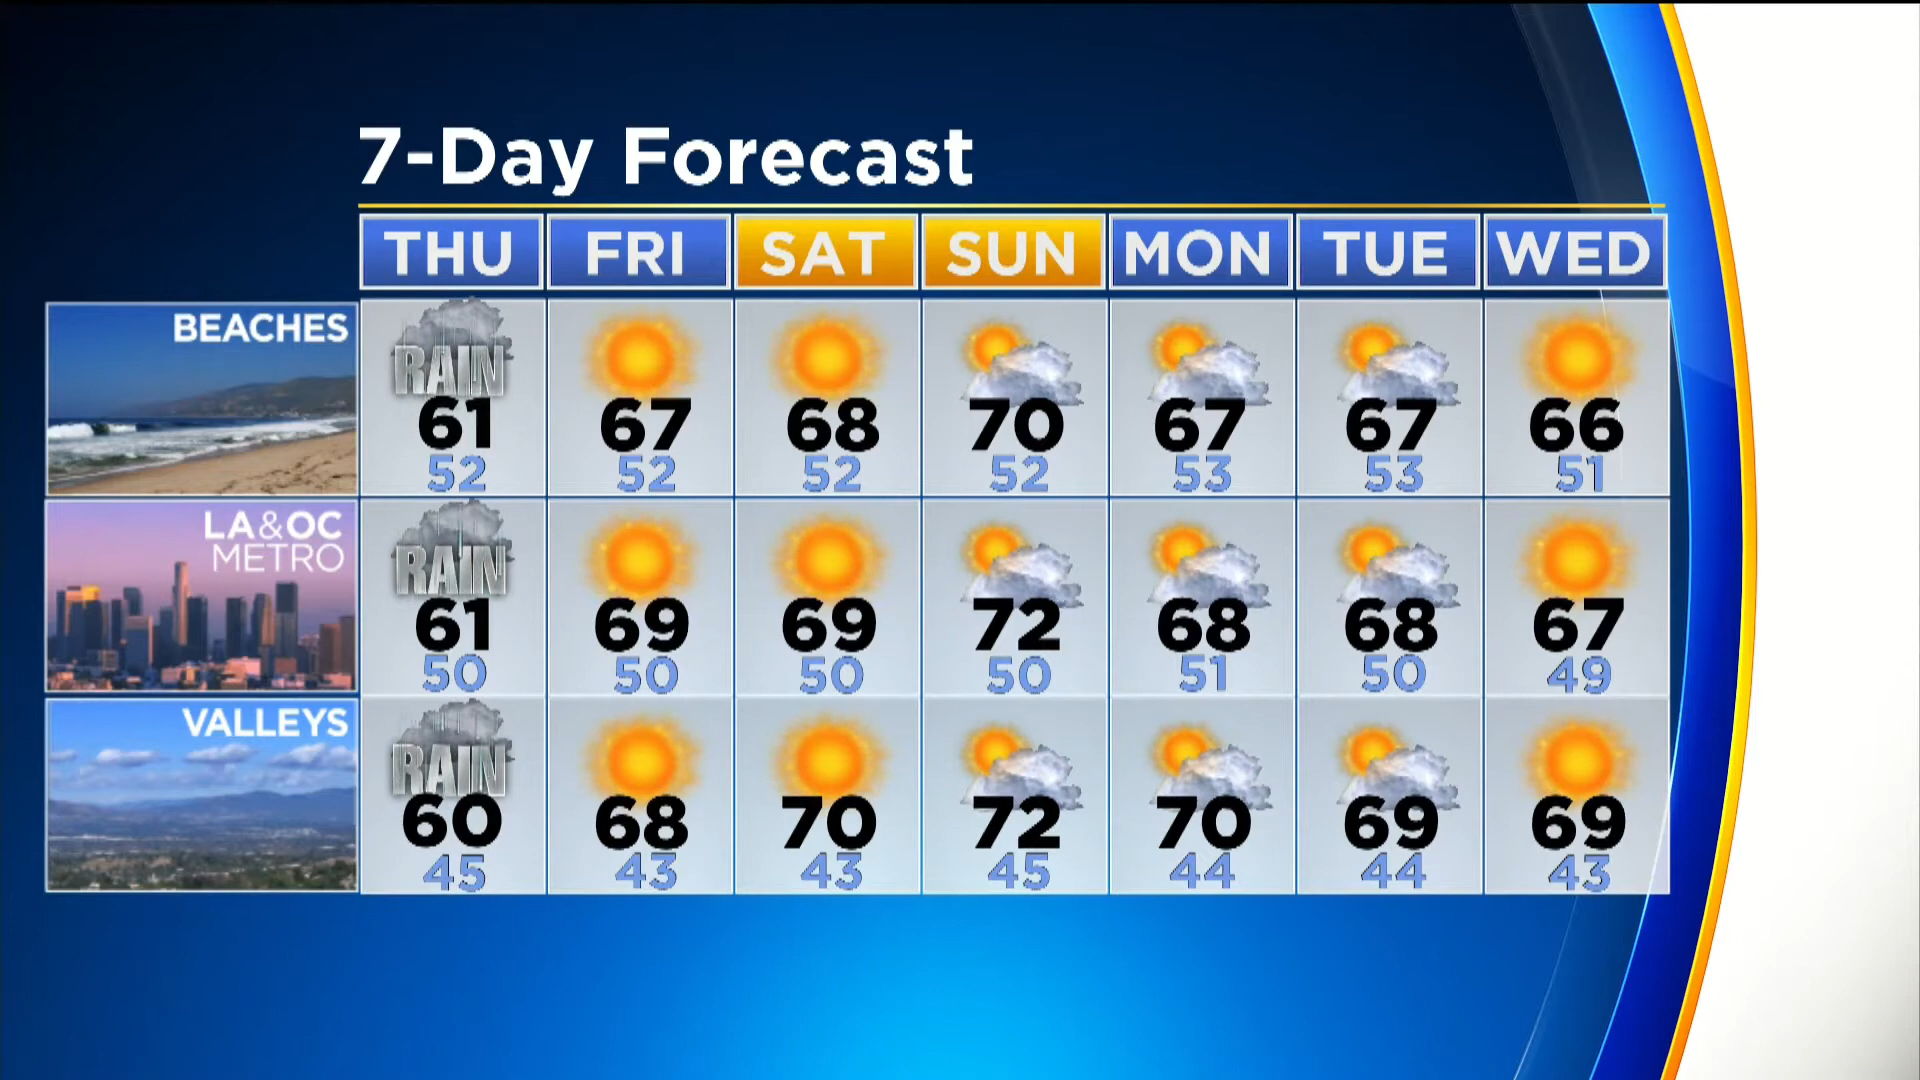 7-Day Forecast
THU FRI SAT SUN MON TUE WED
BEACHES
RAIN
61 67 68 70 67 67 66
52 52 52 52 53 53 51
LA&OC
METRO
RAIN
61 69 69 72 68 68 67
50 50 50 50 51 50 49
VALLEYS
RAIN
60 68 70 72 70 69 69
45 43 43 45 44 44 43